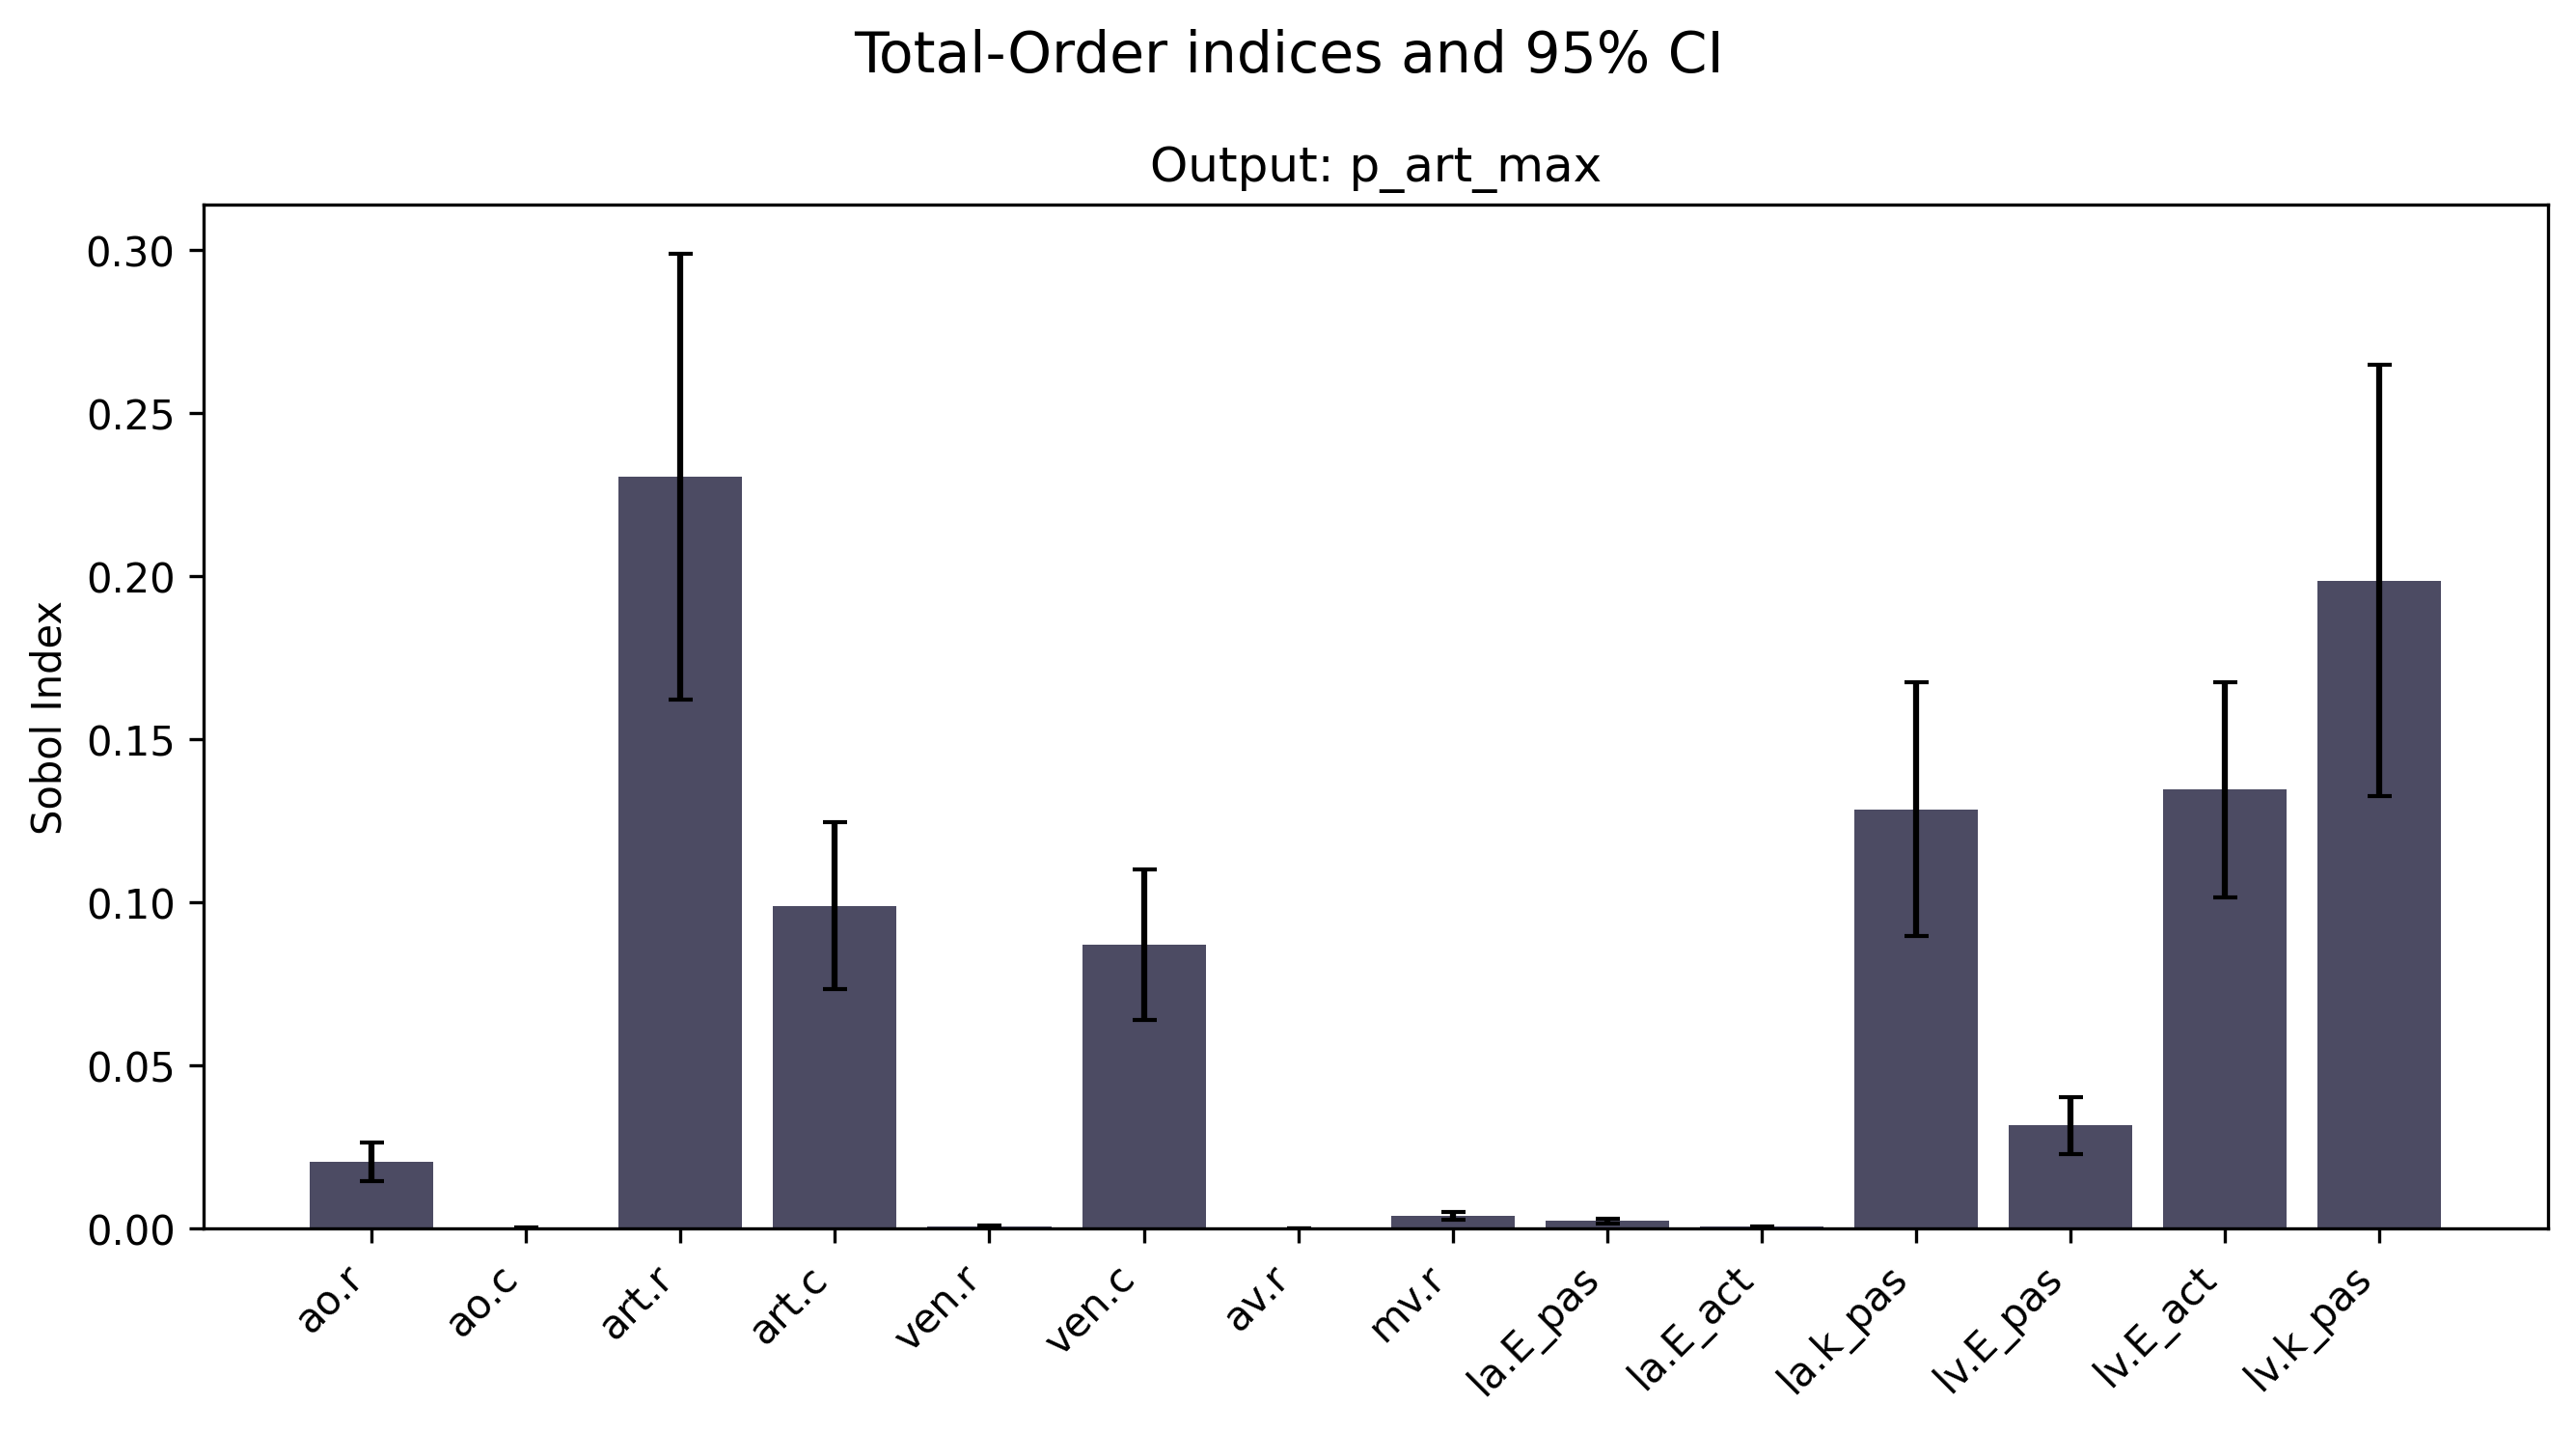 Total-Order indices and 95% CI
Output: p_art_max
Sobol Index
0.30
0.25
0.20
0.15
0.10
0.05
0.00
ao.r
ao.c
art.r
art.c
ven.r
ven.c
av.r
mv.r
la.E_pas
la.E_act
la.k_pas
lv.E_pas
lv.E_act
lv.k_pas